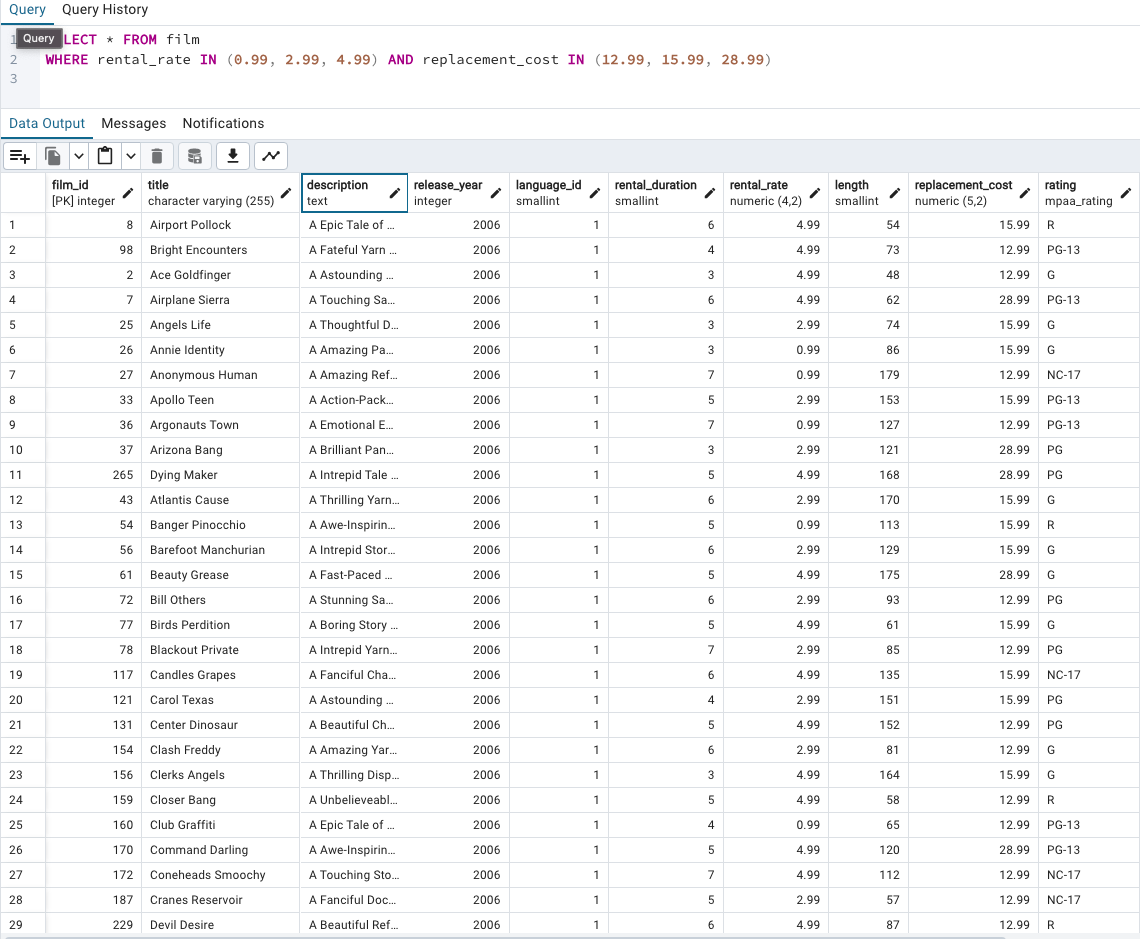 Query Query History
1 LECT * FROM film
Query
2 WHERE rental_rate IN (0.99, 2.99, 4.99) AND replacement_cost IN (12.99, 15.99, 28.99)
3
Data Output Messages Notifications
film_id title description release_year language_id rental_duration rental_rate length replacement_cost rating
[PK] integer character varying (255) text integer smallint smallint numeric (4,2) smallint numeric (5,2) mpaa_rating
1 8 Airport Pollock A Epic Tale of ... 2006 1 6 4.99 54 15.99 R
2 98 Bright Encounters A Fateful Yarn ... 2006 1 4 4.99 73 12.99 PG-13
3 2 Ace Goldfinger A Astounding ... 2006 1 3 4.99 48 12.99 G
4 7 Airplane Sierra A Touching Sa... 2006 1 6 4.99 62 28.99 PG-13
5 25 Angels Life A Thoughtful D... 2006 1 3 2.99 74 15.99 G
6 26 Annie Identity A Amazing Pa... 2006 1 3 0.99 86 15.99 G
7 27 Anonymous Human A Amazing Ref... 2006 1 7 0.99 179 12.99 NC-17
8 33 Apollo Teen A Action-Pack... 2006 1 5 2.99 153 15.99 PG-13
9 36 Argonauts Town A Emotional E... 2006 1 7 0.99 127 12.99 PG-13
10 37 Arizona Bang A Brilliant Pan... 2006 1 3 2.99 121 28.99 PG
11 265 Dying Maker A Intrepid Tale ... 2006 1 5 4.99 168 28.99 PG
12 43 Atlantis Cause A Thrilling Yarn... 2006 1 6 2.99 170 15.99 G
13 54 Banger Pinocchio A Awe-Inspirin... 2006 1 5 0.99 113 15.99 R
14 56 Barefoot Manchurian A Intrepid Stor... 2006 1 6 2.99 129 15.99 G
15 61 Beauty Grease A Fast-Paced ... 2006 1 5 4.99 175 28.99 G
16 72 Bill Others A Stunning Sa... 2006 1 6 2.99 93 12.99 PG
17 77 Birds Perdition A Boring Story ... 2006 1 5 4.99 61 15.99 G
18 78 Blackout Private A Intrepid Yarn... 2006 1 7 2.99 85 12.99 PG
19 117 Candles Grapes A Fanciful Cha... 2006 1 6 4.99 135 15.99 NC-17
20 121 Carol Texas A Astounding ... 2006 1 4 2.99 151 15.99 PG
21 131 Center Dinosaur A Beautiful Ch... 2006 1 5 4.99 152 12.99 PG
22 154 Clash Freddy A Amazing Yar... 2006 1 6 2.99 81 12.99 G
23 156 Clerks Angels A Thrilling Disp... 2006 1 3 4.99 164 15.99 G
24 159 Closer Bang A Unbelieveabl... 2006 1 5 4.99 58 12.99 R
25 160 Club Graffiti A Epic Tale of ... 2006 1 4 0.99 65 12.99 PG-13
26 170 Command Darling A Awe-Inspirin... 2006 1 5 4.99 120 28.99 PG-13
27 172 Coneheads Smoochy A Touching Sto... 2006 1 7 4.99 112 12.99 NC-17
28 187 Cranes Reservoir A Fanciful Doc... 2006 1 5 2.99 57 12.99 NC-17
29 229 Devil Desire A Beautiful Ref... 2006 1 6 4.99 87 12.99 R